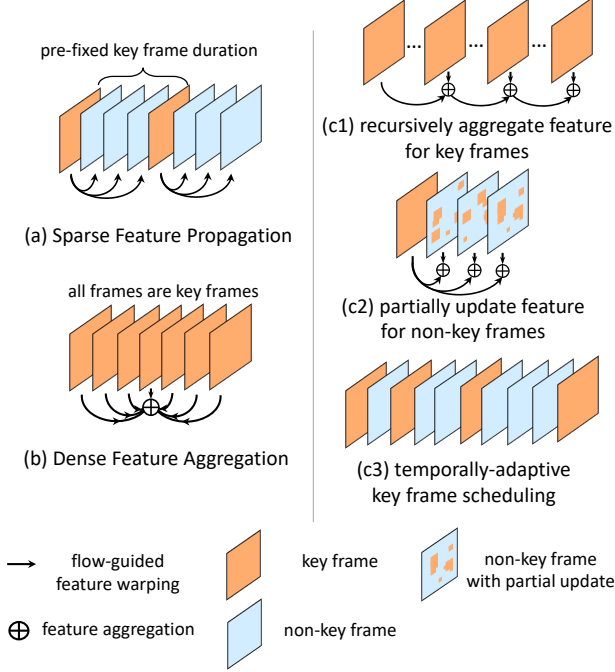 pre-fixed key frame duration
(a) Sparse Feature Propagation
all frames are key frames
(b) Dense Feature Aggregation
... ... ...
(c1) recursively aggregate feature
for key frames
(c2) partially update feature
for non-key frames
(c3) temporally-adaptive
key frame scheduling
flow-guided
feature warping
key frame
non-key frame
with partial update
feature aggregation
non-key frame